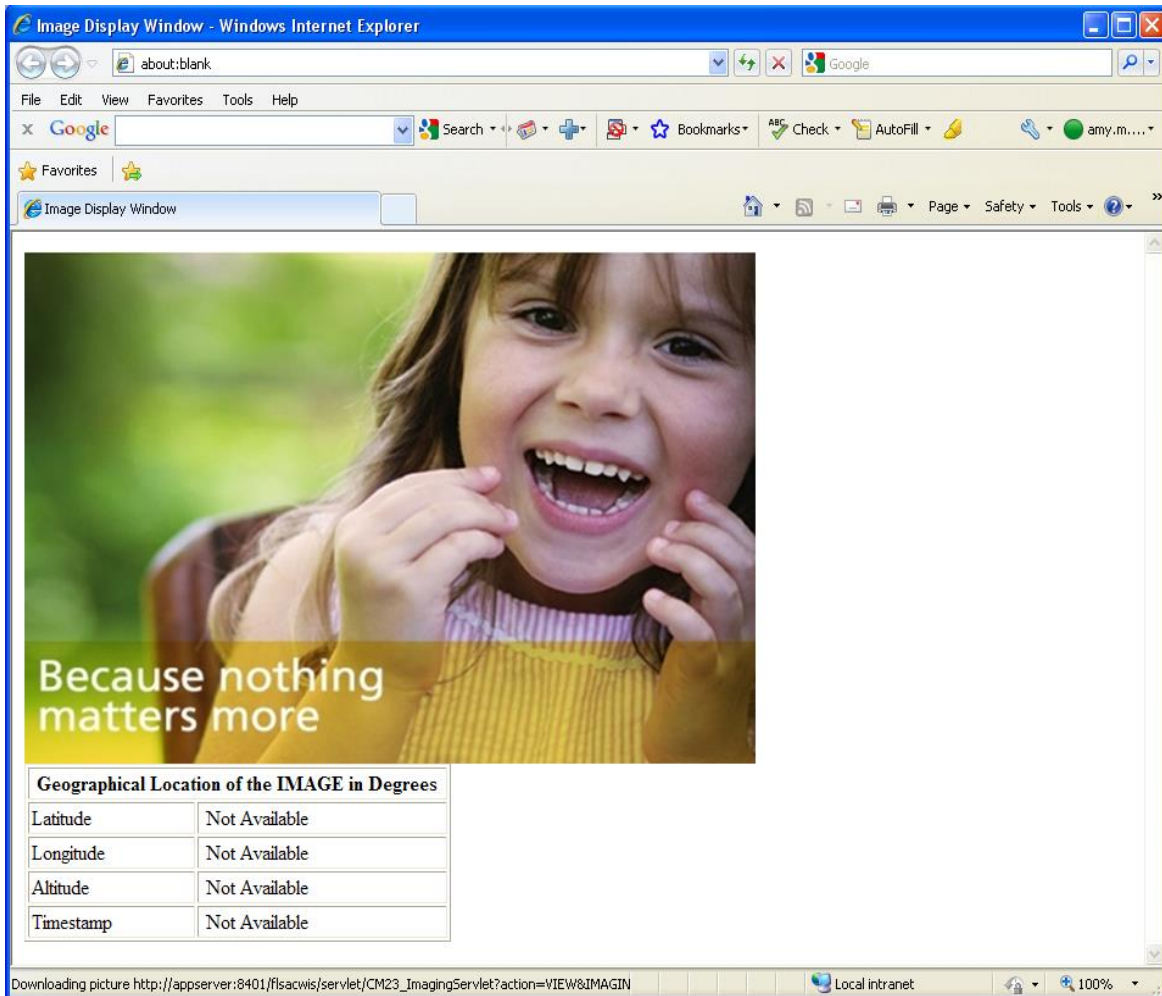 Image Display Window - Windows Internet Explorer
about:blank
Google
File Edit View Favorites Tools Help
x Google Search Bookmarks ABC Check AutoFill amy.m....
Favorites
Image Display Window Page Safety Tools »
Because nothing
matters more
Geographical Location of the IMAGE in Degrees
Latitude Not Available
Longitude Not Available
Altitude Not Available
Timestamp Not Available
Downloading picture http://appserver:8401/flsacwis/servlet/CM23_ImagingServlet?action=VIEW&IMAGIN Local intranet 100%